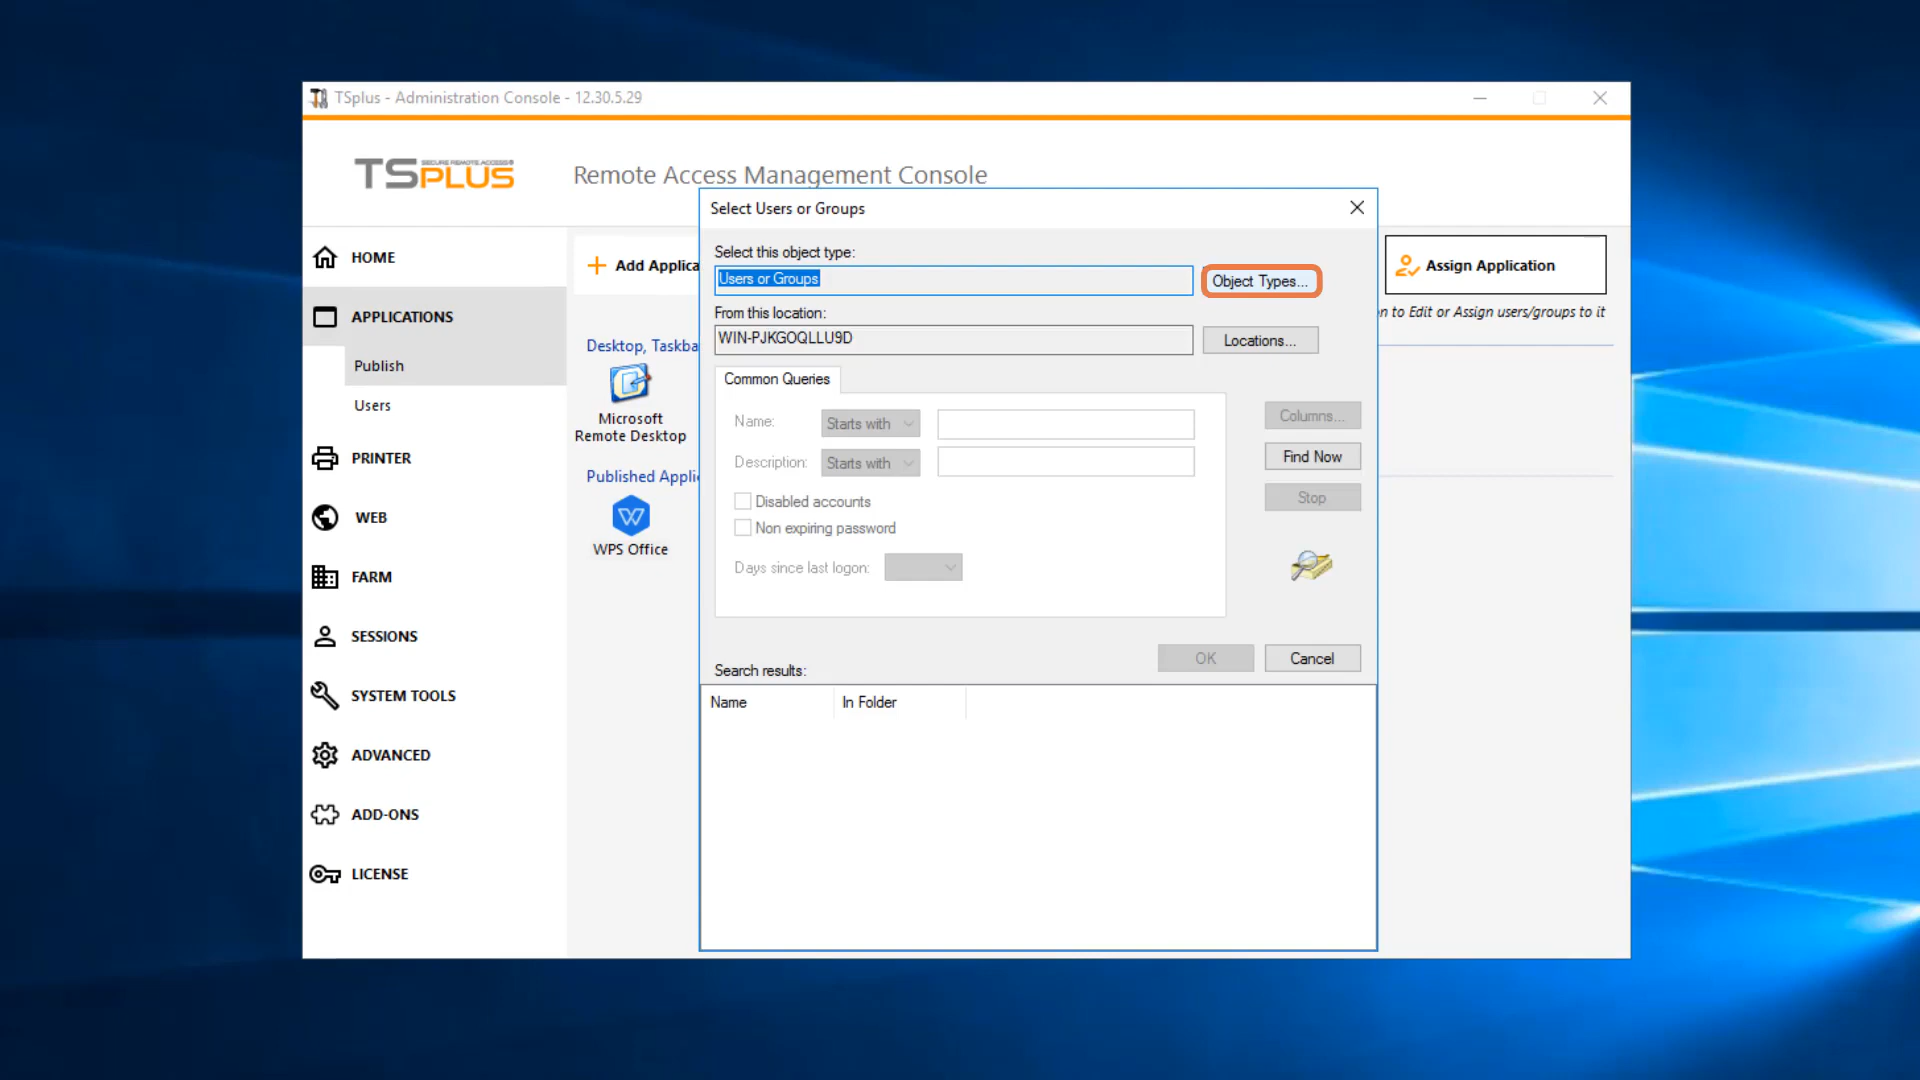 TSplus - Administration Console - 12.30.5.29
TSPLUS
SECURE REMOTE ACCESS®
Remote Access Management Console
Select Users or Groups
HOME
APPLICATIONS
Publish
Users
PRINTER
WEB
FARM
SESSIONS
SYSTEM TOOLS
ADVANCED
ADD-ONS
LICENSE
Add Applica
Desktop, Taskba
Microsoft
Remote Desktop
Published Appli
WPS Office
Select this object type:
Users or Groups
Object Types...
From this location:
WIN-PJKGOQLLU9D
Locations...
Common Queries
Name:
Starts with
Description:
Starts with
Disabled accounts
Non expiring password
Days since last logon:
Columns...
Find Now
Stop
OK
Cancel
Search results:
Name
In Folder
Assign Application
n to Edit or Assign users/groups to it